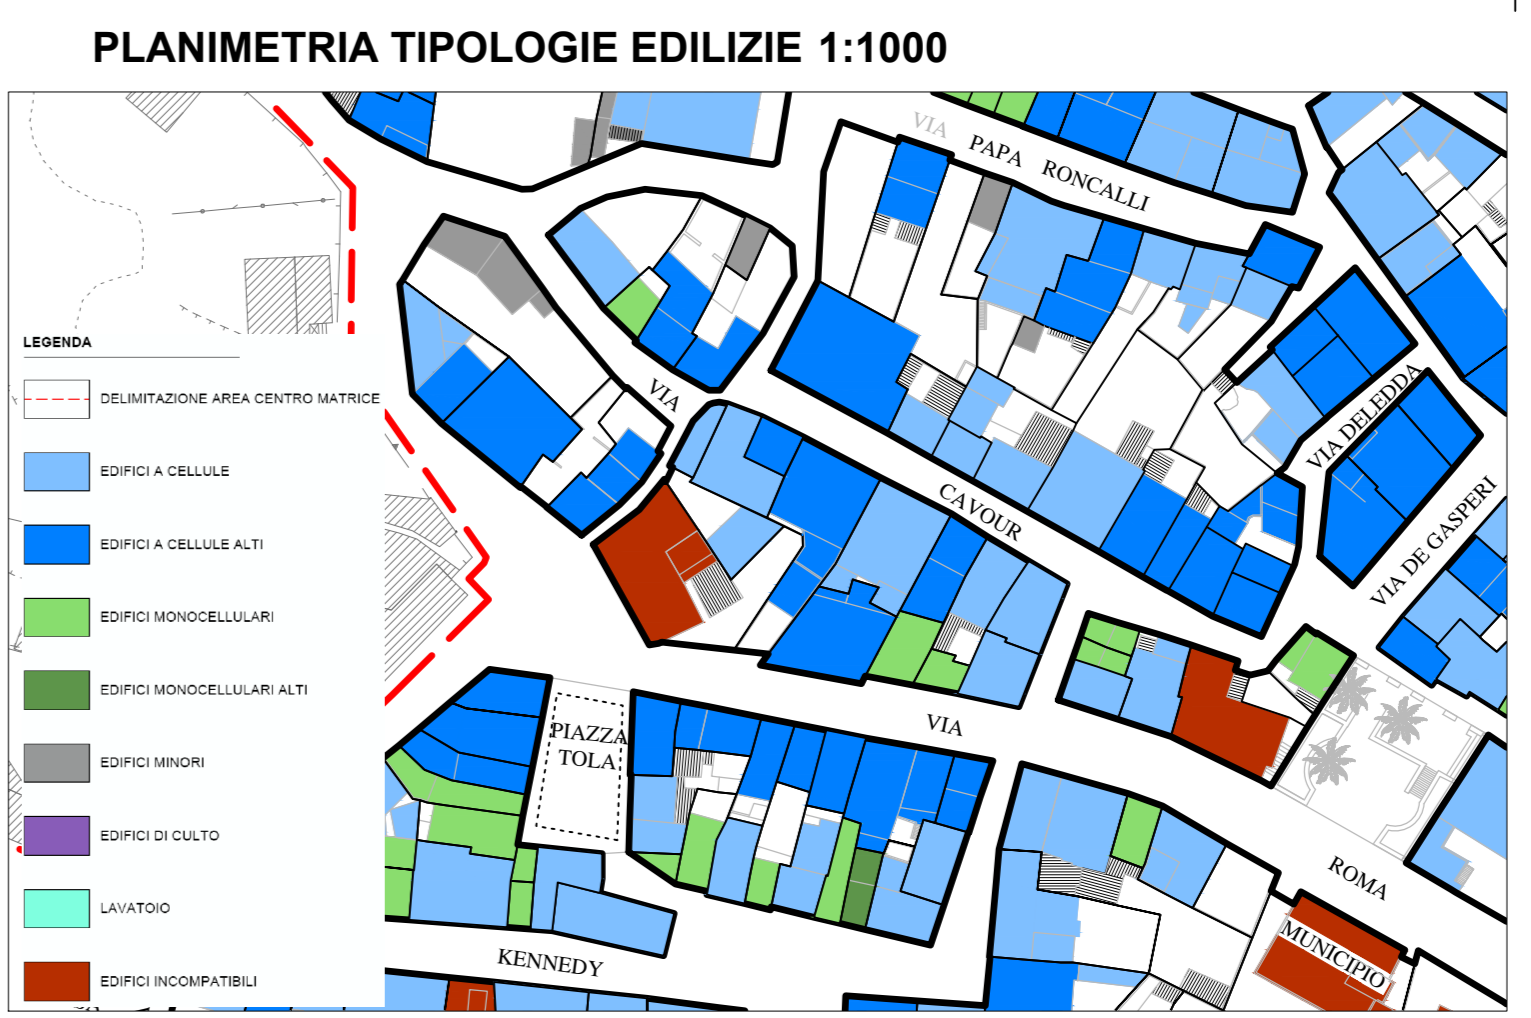 PLANIMETRIA TIPOLOGIE EDILIZIE 1:1000
VIA PAPA RONCALLI
LEGENDA
DELIMITAZIONE AREA CENTRO MATRICE
EDIFICI A CELLULE
EDIFICI A CELLULE ALTI
EDIFICI MONOCELLULARI
EDIFICI MONOCELLULARI ALTI
EDIFICI MINORI
EDIFICI DI CULTO
LAVATOIO
EDIFICI INCOMPATIBILI
VIA
CAVOUR
VIA DELEDDA
VIA DE GASPERI
PIAZZA
TOLA
VIA
ROMA
MUNICIPIO
KENNEDY